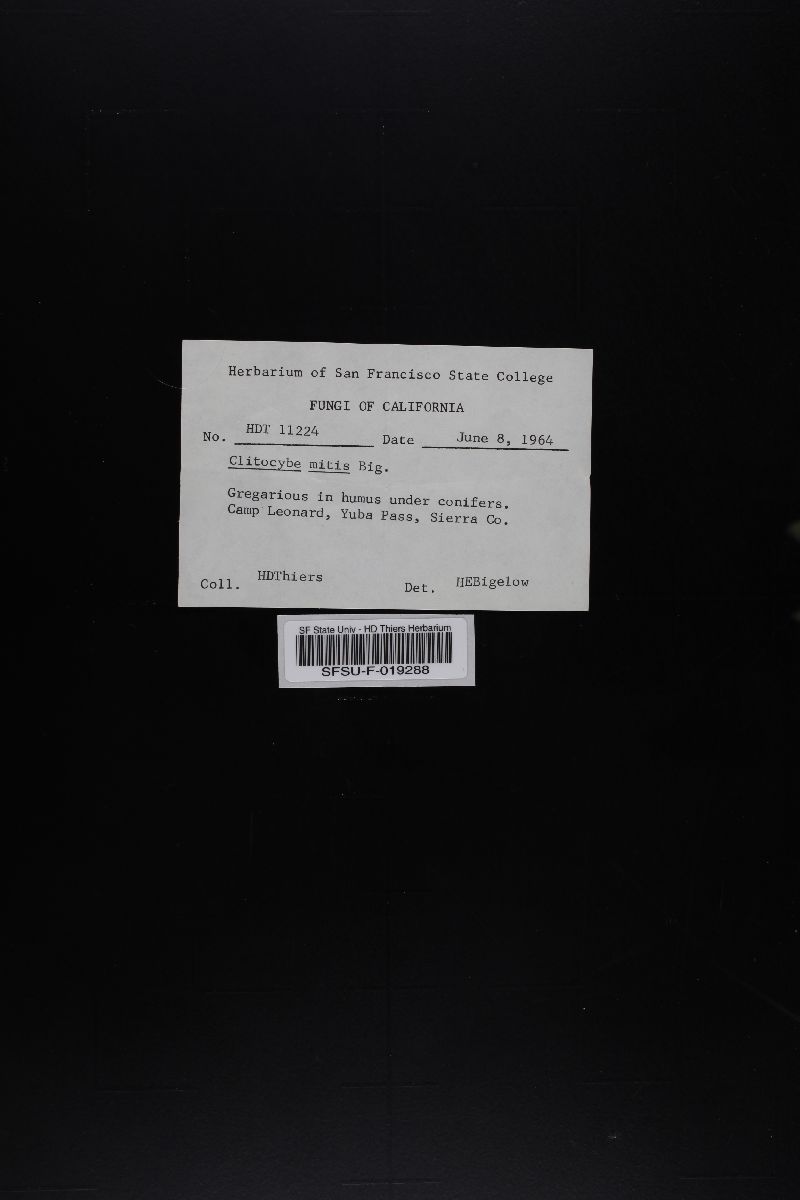 Herbarium of San Francisco State College
FUNGI OF CALIFORNIA
No. HDT 11224 Date June 8, 1964
Clitocybe mitis Big.
Gregarious in humus under conifers.
Camp Leonard, Yuba Pass, Sierra Co.
Coll. HDThiers Det. HEBigelow
SF State Univ - HD Thiers Herbarium
SFSU-F-019288